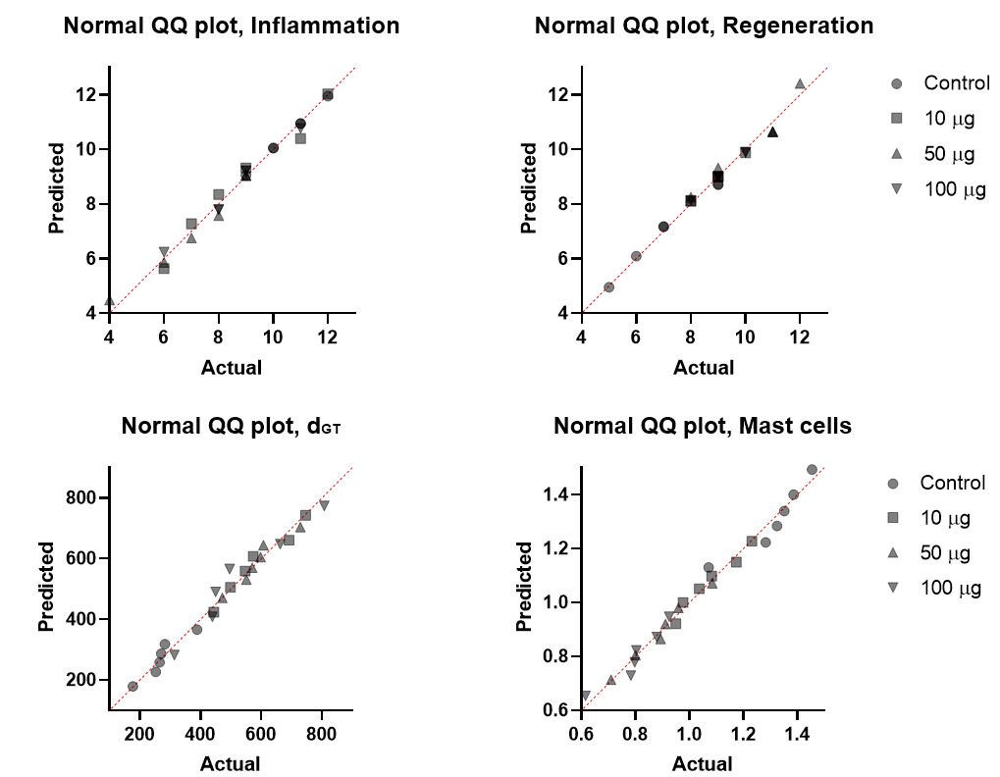 Normal QQ plot, Inflammation
12
10
8
6
4
4 6 8 10 12
Predicted
Actual
Normal QQ plot, Regeneration
12
10
8
6
4
4 6 8 10 12
Predicted
Actual
Control
10 μg
50 μg
100 μg
Normal QQ plot, dGT
800
600
400
200
200 400 600 800
Predicted
Actual
Normal QQ plot, Mast cells
1.4
1.2
1.0
0.8
0.6
0.6 0.8 1.0 1.2 1.4
Predicted
Actual
Control
10 μg
50 μg
100 μg